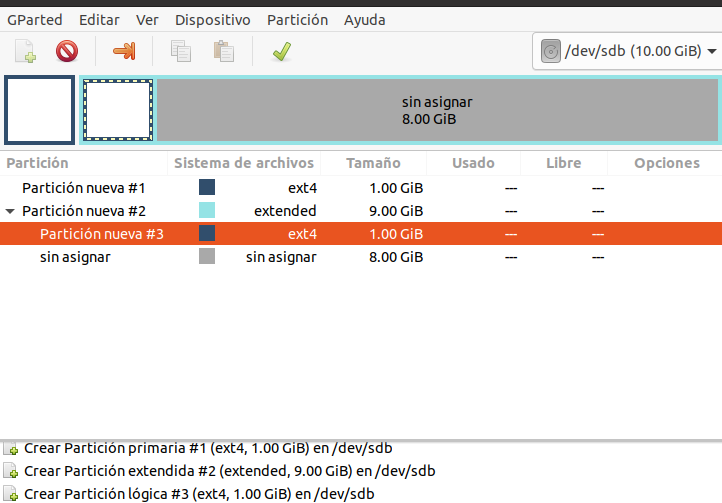 GParted Editar Ver Dispositivo Partición Ayuda
/dev/sdb (10.00 GiB)
sin asignar
8.00 GiB
Partición Sistema de archivos Tamaño Usado Libre Opciones
Partición nueva #1 ext4 1.00 GiB --- ---
Partición nueva #2 extended 9.00 GiB --- ---
Partición nueva #3 ext4 1.00 GiB --- ---
sin asignar sin asignar 8.00 GiB --- ---
Crear Partición primaria #1 (ext4, 1.00 GiB) en /dev/sdb
Crear Partición extendida #2 (extended, 9.00 GiB) en /dev/sdb
Crear Partición lógica #3 (ext4, 1.00 GiB) en /dev/sdb